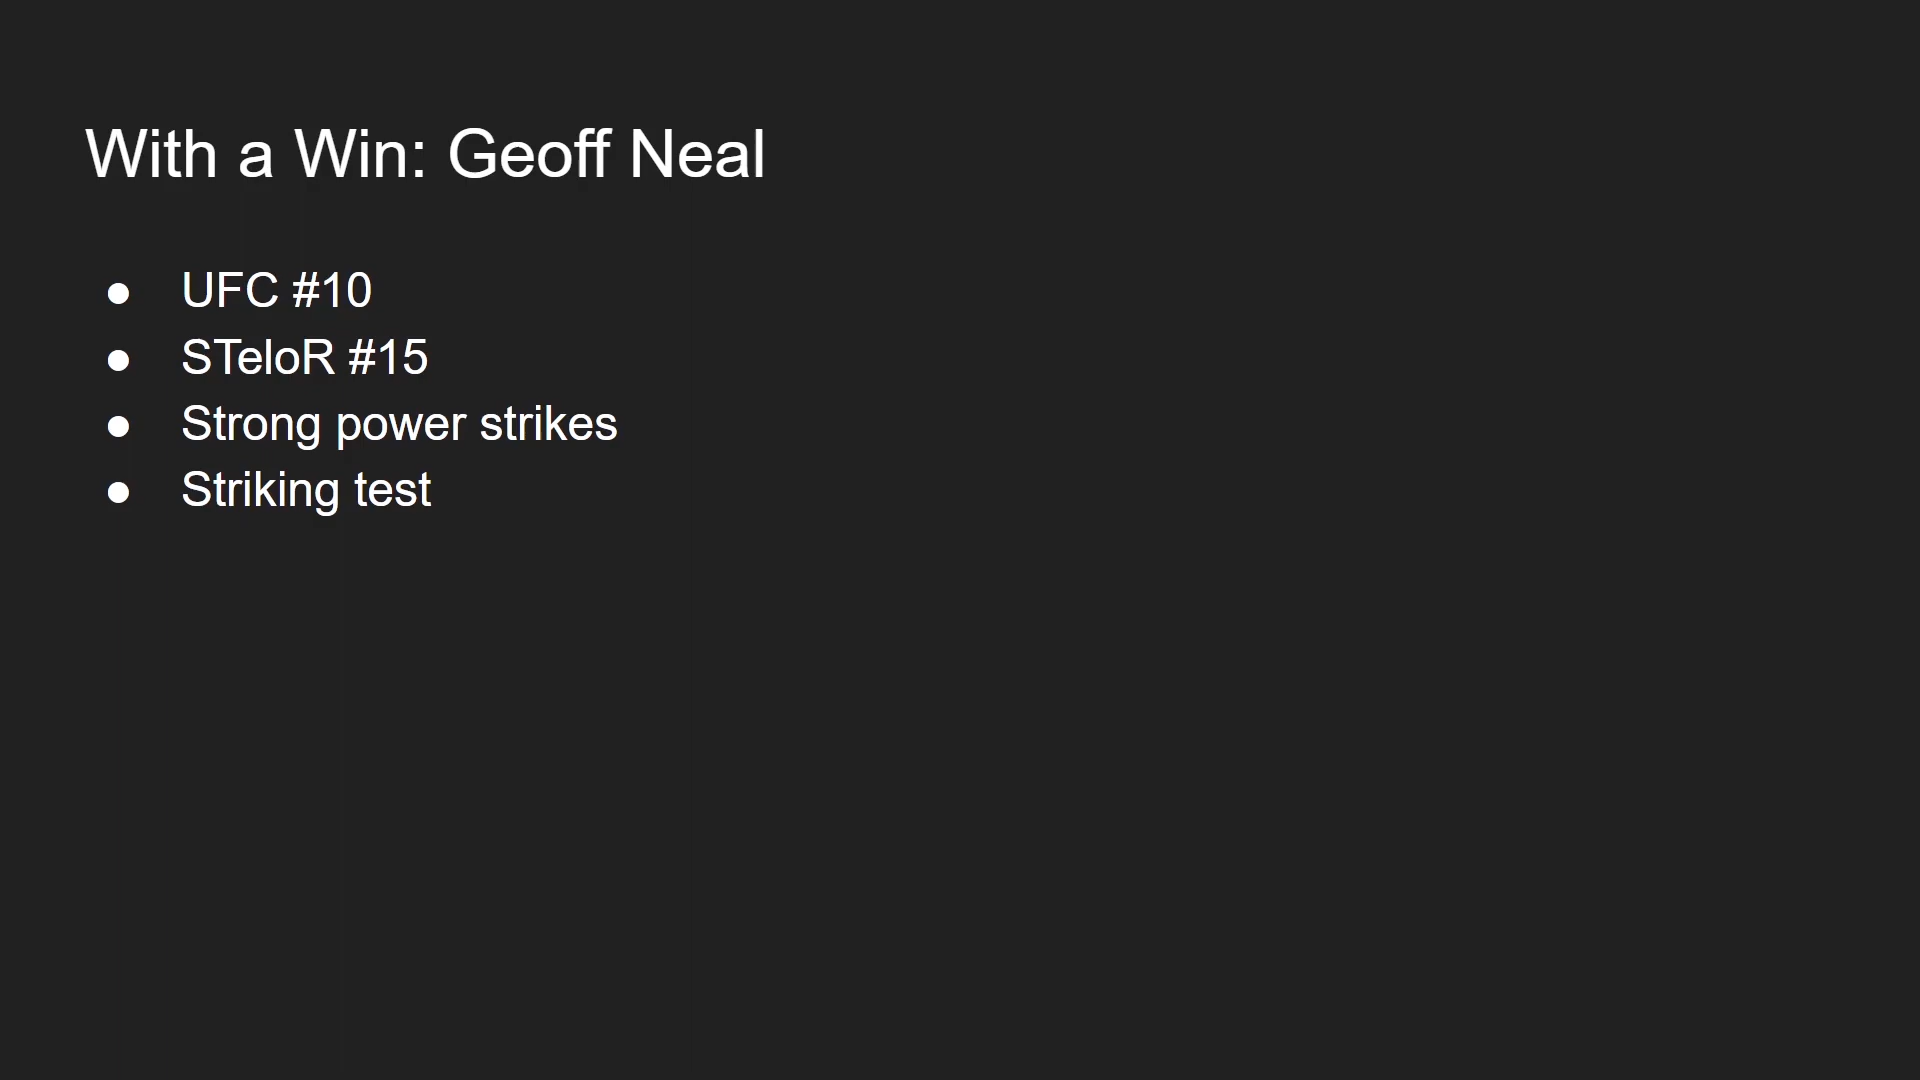 With a Win: Geoff Neal
● UFC #10
● STeloR #15
● Strong power strikes
● Striking test